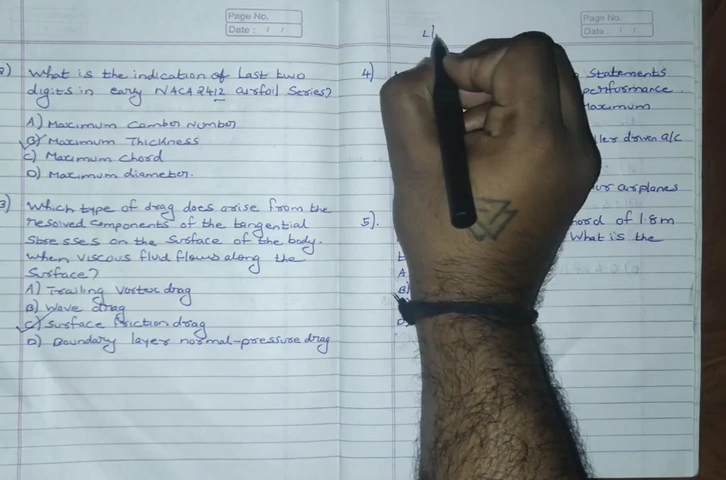 Page No.
Date : / /
2) What is the indication of Last two
digits in early NACA 2412 airfoil Series?
A) Maximum Camber Number
B) Maximum Thickness
C) Maximum chord
D) Maximum diameter.
3) Which type of drag does arise from the
resolved components of the tangential
Stresses on the Surface of the body.
when viscous fluid flows along the
Surface?
A) Trailing Vortex drag
B) Wave drag
C) Surface friction drag
D) Boundary layer normal-pressure drag
Page No.
Date : / /
L/
4) Statements
performance.
Maximum
driven a/c
airplanes
5). of 1.8m
What is the
A
B)